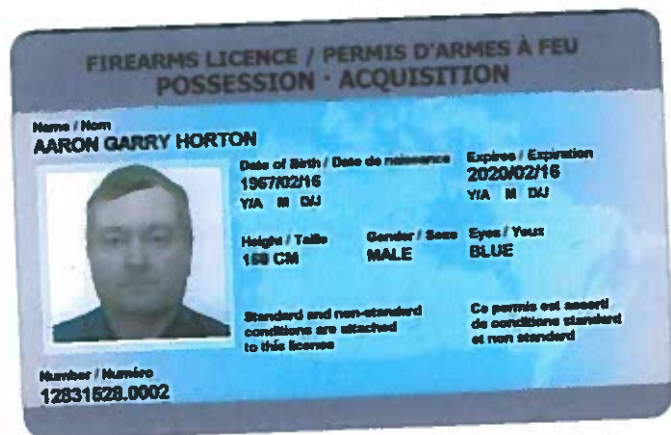 FIREARMS LICENCE / PERMIS D'ARMES À FEU
POSSESSION · ACQUISITION
Name / Nom
AARON GARRY HORTON
Date of Birth / Date de naissance
1967/02/16
Y/A M D/J
Expires / Expiration
2020/02/16
Y/A M D/J
Height / Taille
CM
Gender / Sexe
MALE
Eyes / Yeux
BLUE
Standard and non-standard
conditions are attached
to this license
Ce permis est assorti
de conditions standard
et non standard
Number / Numéro
12831528.0002